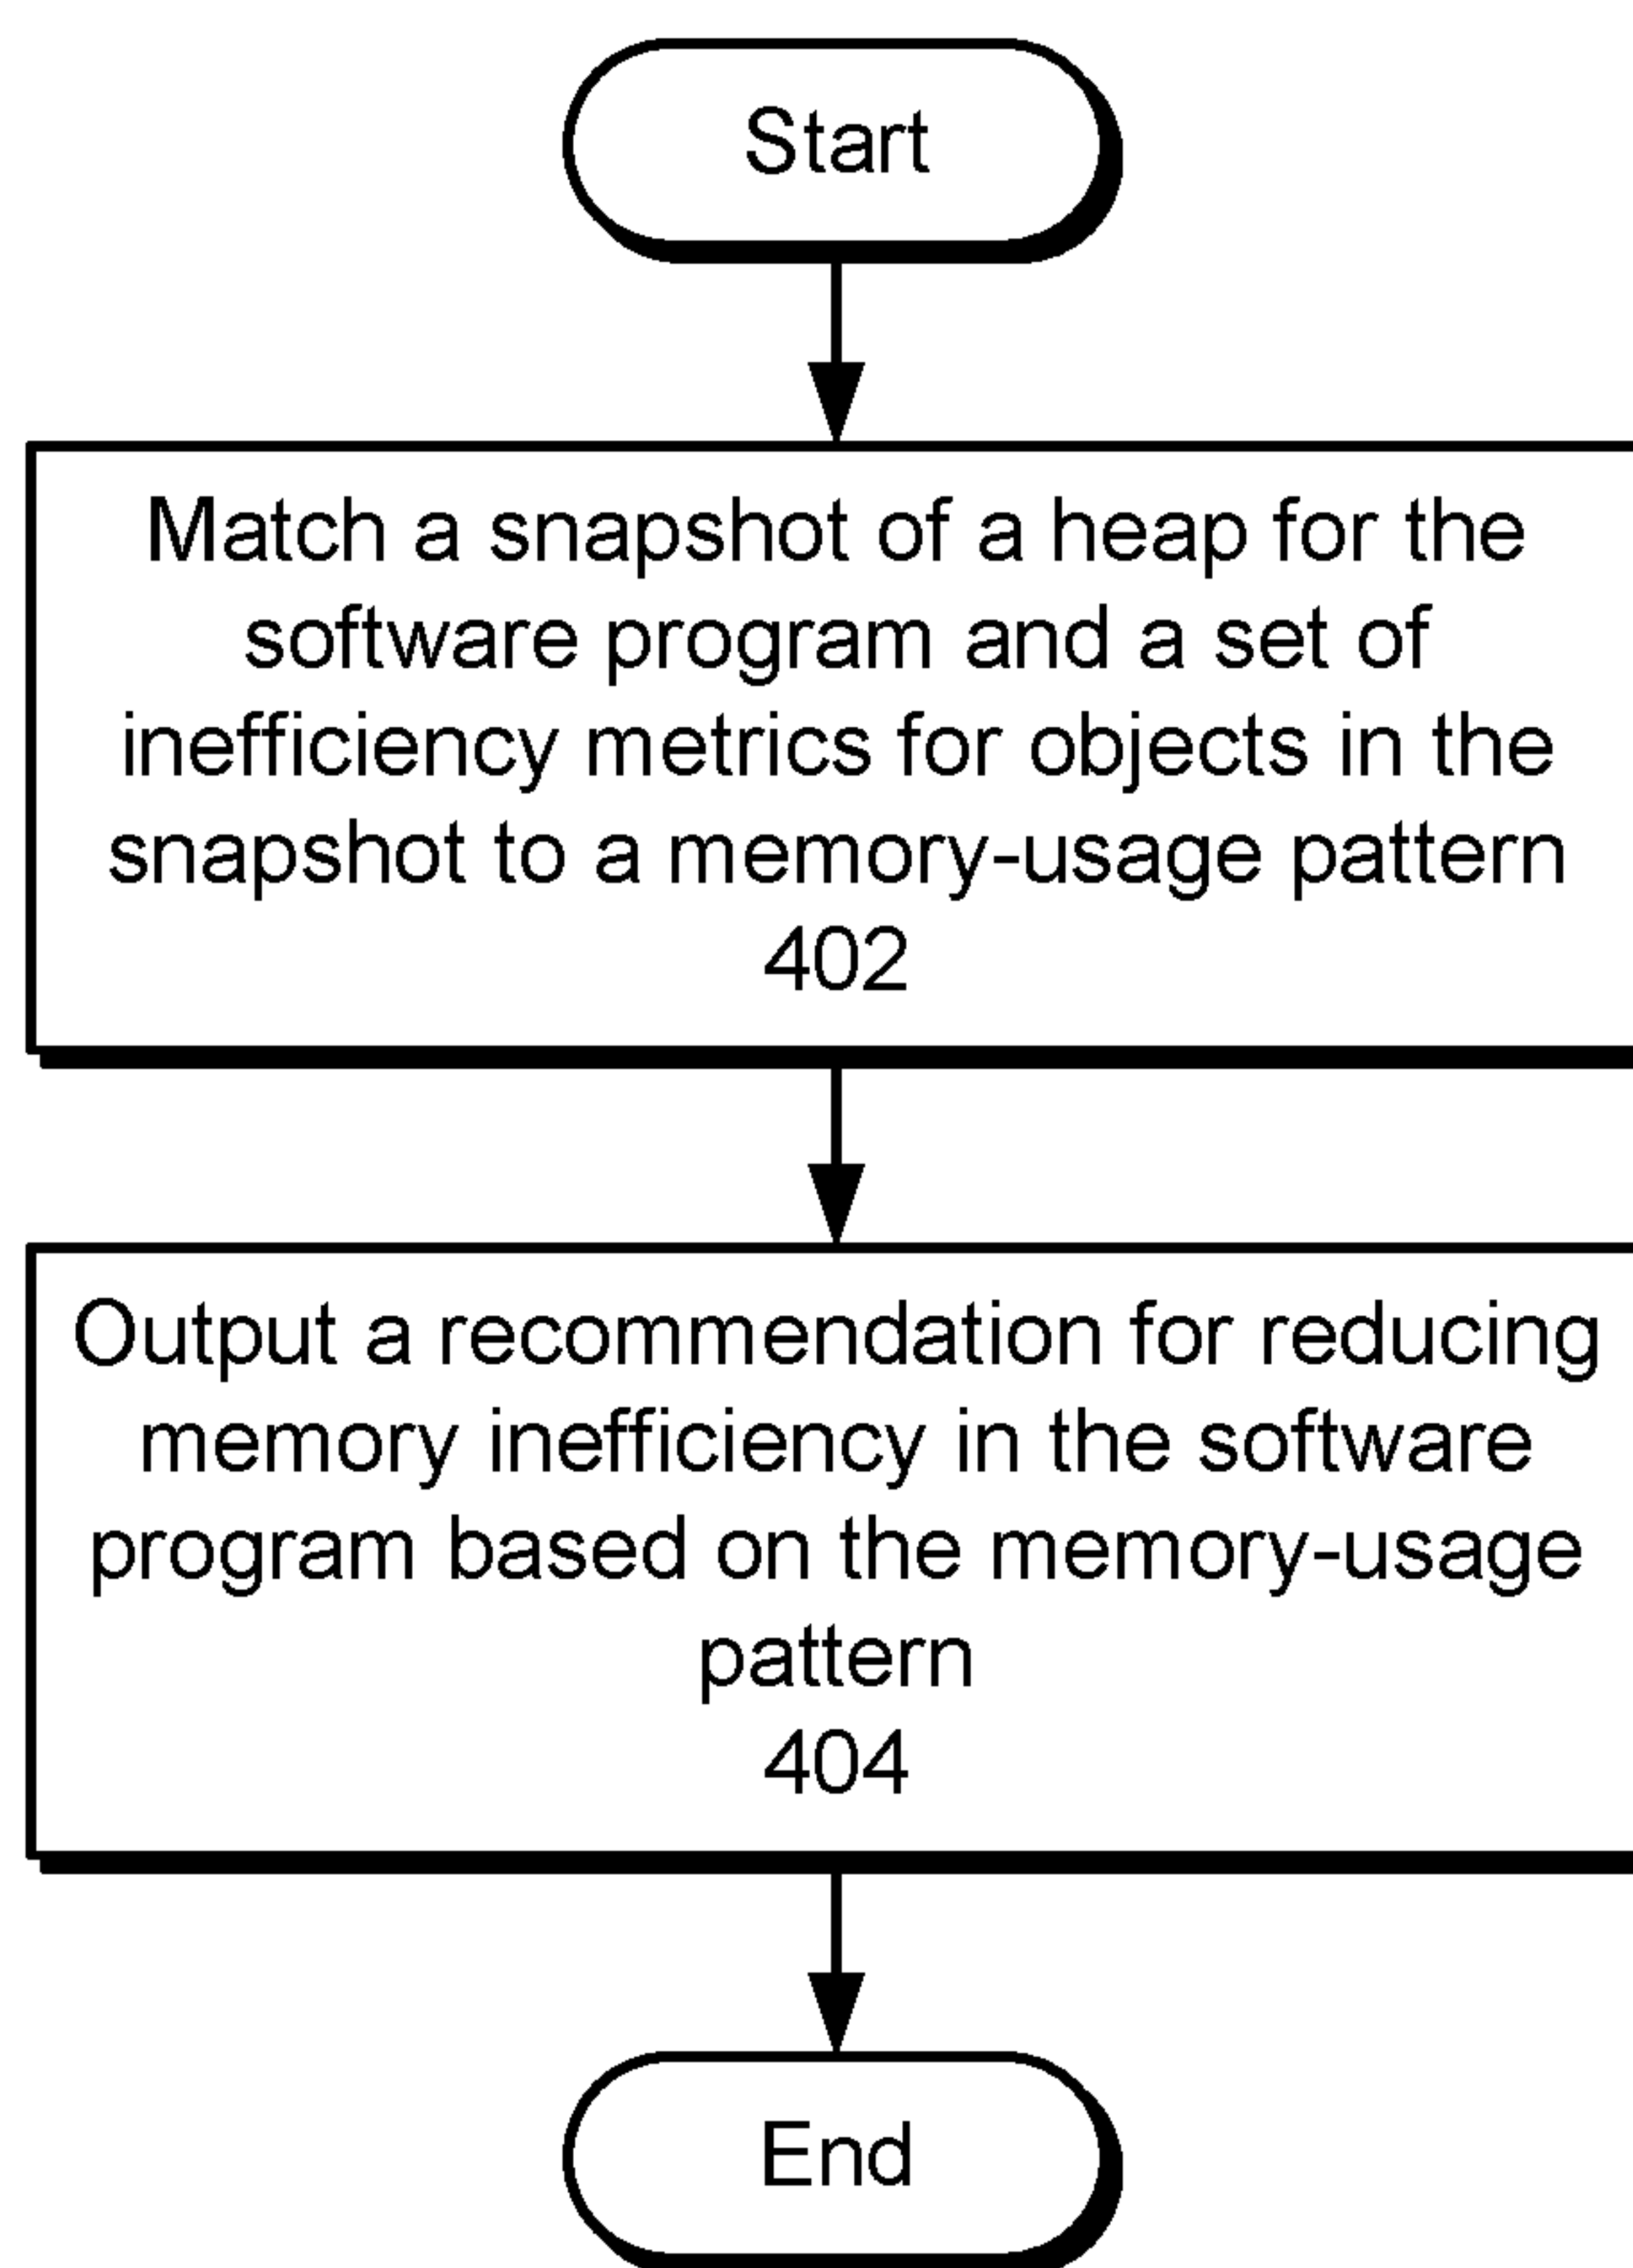 Start
Match a snapshot of a heap for the
software program and a set of
inefficiency metrics for objects in the
snapshot to a memory-usage pattern
402
Output a recommendation for reducing
memory inefficiency in the software
program based on the memory-usage
pattern
404
End